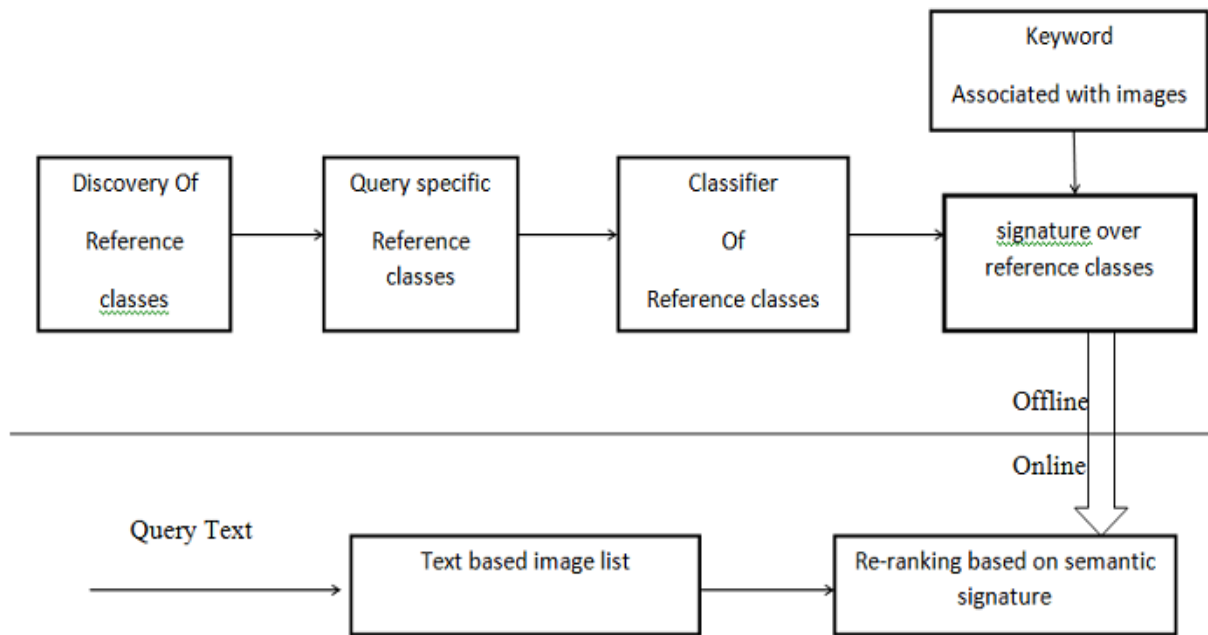 Keyword
Associated with images
Discovery Of
Reference
classes
Query specific
Reference
classes
Classifier
Of
Reference classes
signature over
reference classes
Offline
Online
Query Text
Text based image list
Re-ranking based on semantic
signature